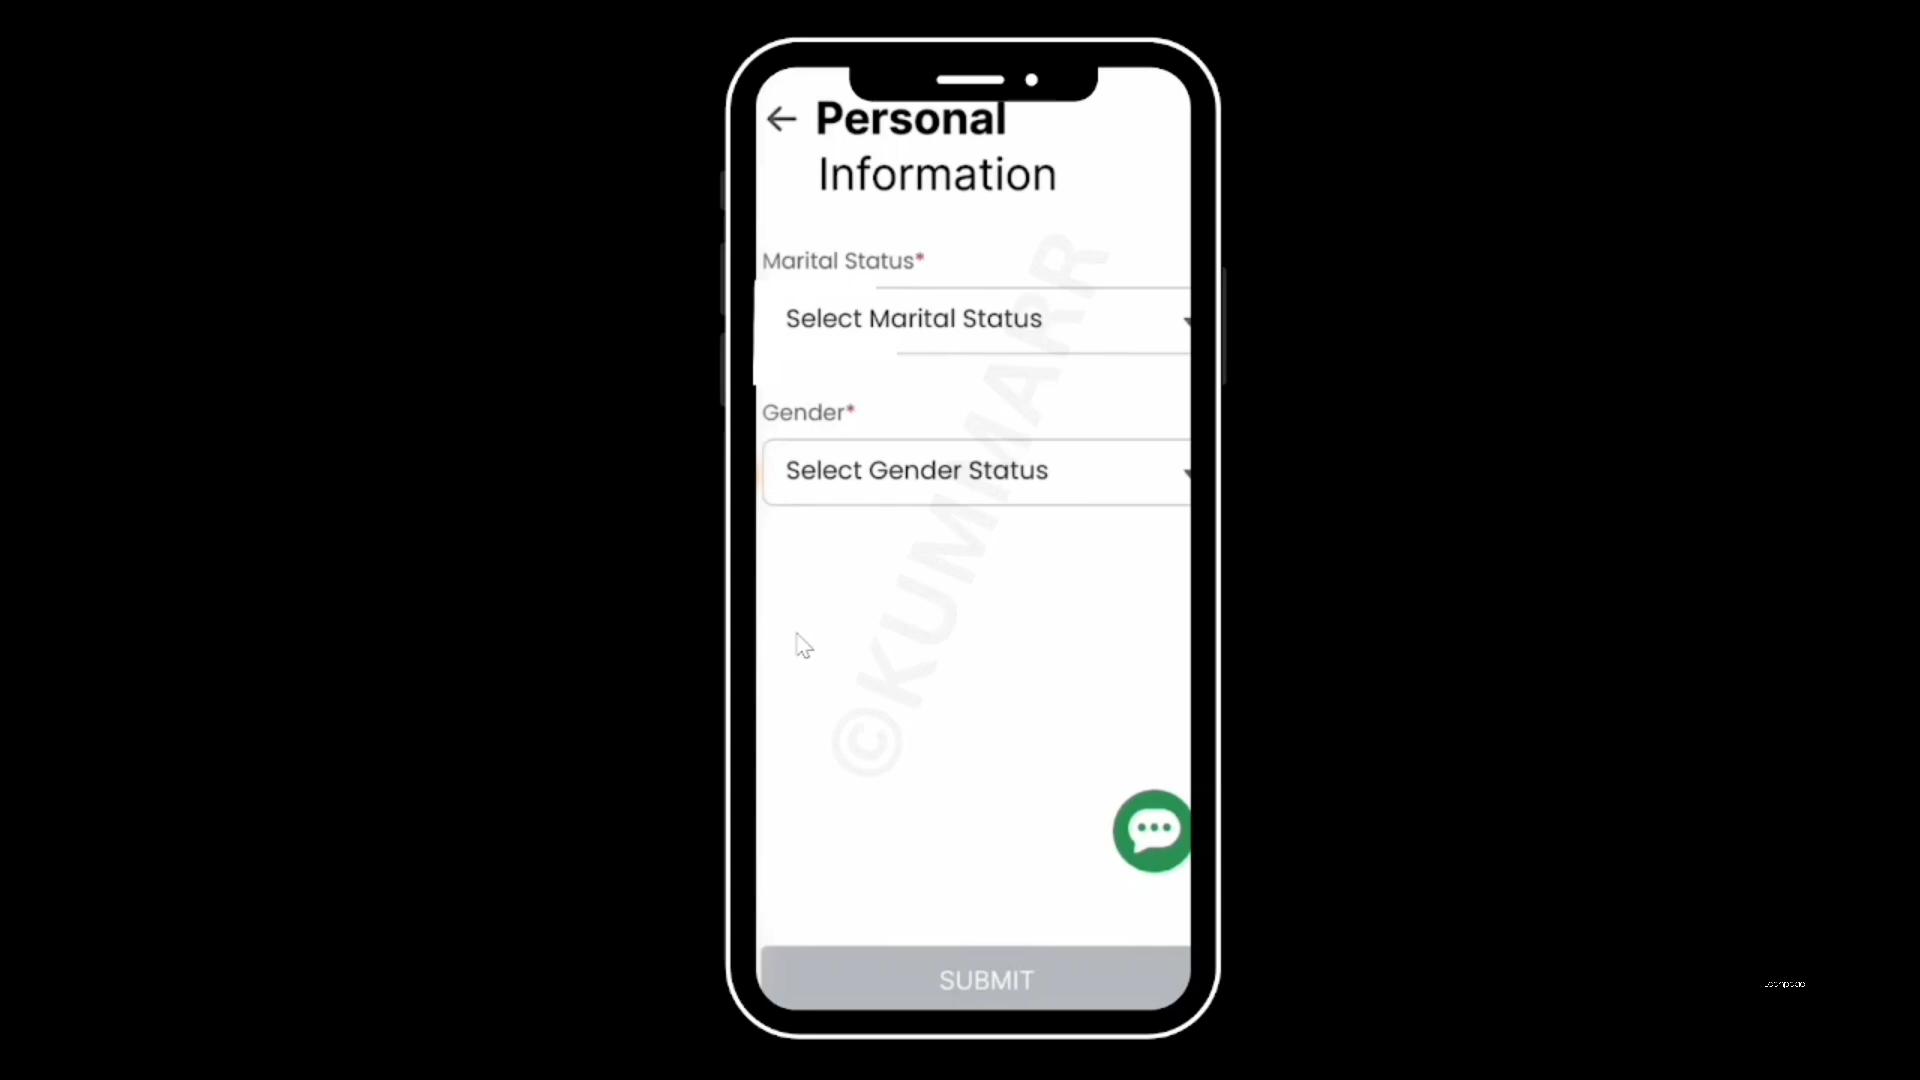 Personal
Information
Marital Status*
Select Marital Status
Gender*
Select Gender Status
©KUMMARR
SUBMIT